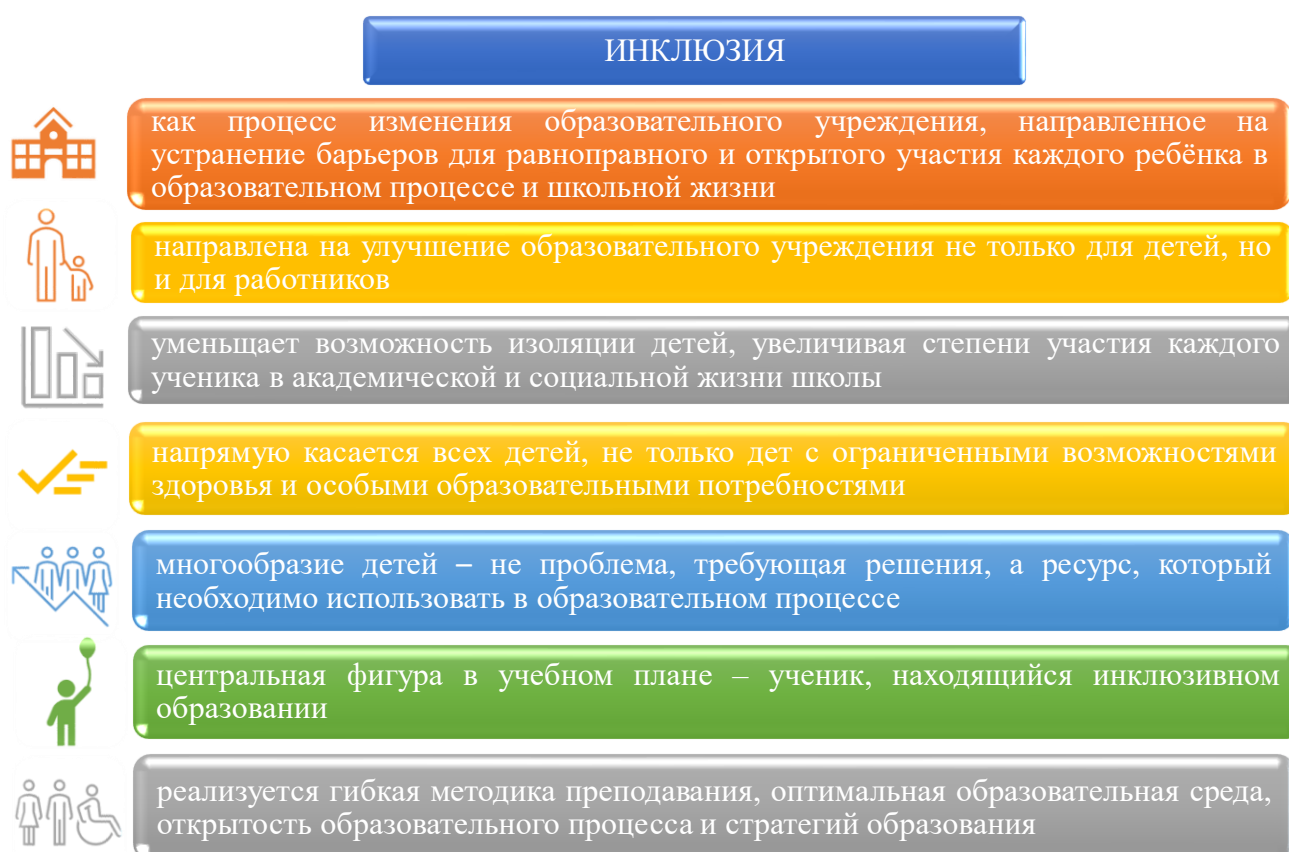 ИНКЛЮЗИЯ
как процесс изменения образовательного учреждения, направленное на
устранение барьеров для равноправного и открытого участия каждого ребёнка в
образовательном процессе и школьной жизни
направлена на улучшение образовательного учреждения не только для детей, но
и для работников
уменьщает возможность изоляции детей, увеличивая степени участия каждого
ученика в академической и социальной жизни школы
напрямую касается всех детей, не только дет с ограниченными возможностями
здоровья и особыми образовательными потребностями
многообразие детей – не проблема, требующая решения, а ресурс, который
необходимо использовать в образовательном процессе
центральная фигура в учебном плане – ученик, находящийся инклюзивном
образовании
реализуется гибкая методика преподавания, оптимальная образовательная среда,
открытость образовательного процесса и стратегий образования